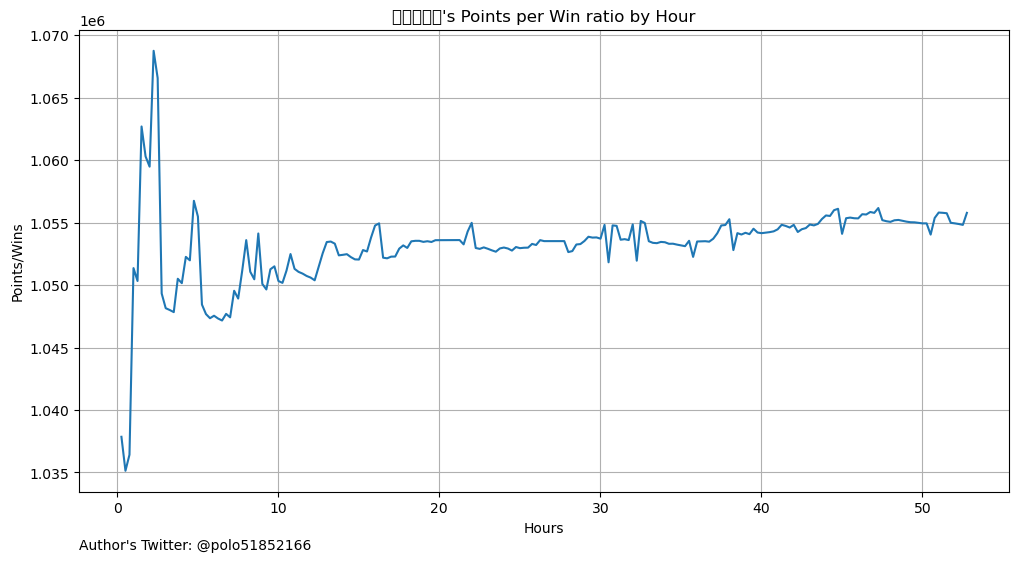 's Points per Win ratio by Hour
1e6
1.070
1.065
1.060
1.055
1.050
1.045
1.040
1.035
Points/Wins
0 10 20 30 40 50
Hours
Author's Twitter: @polo51852166